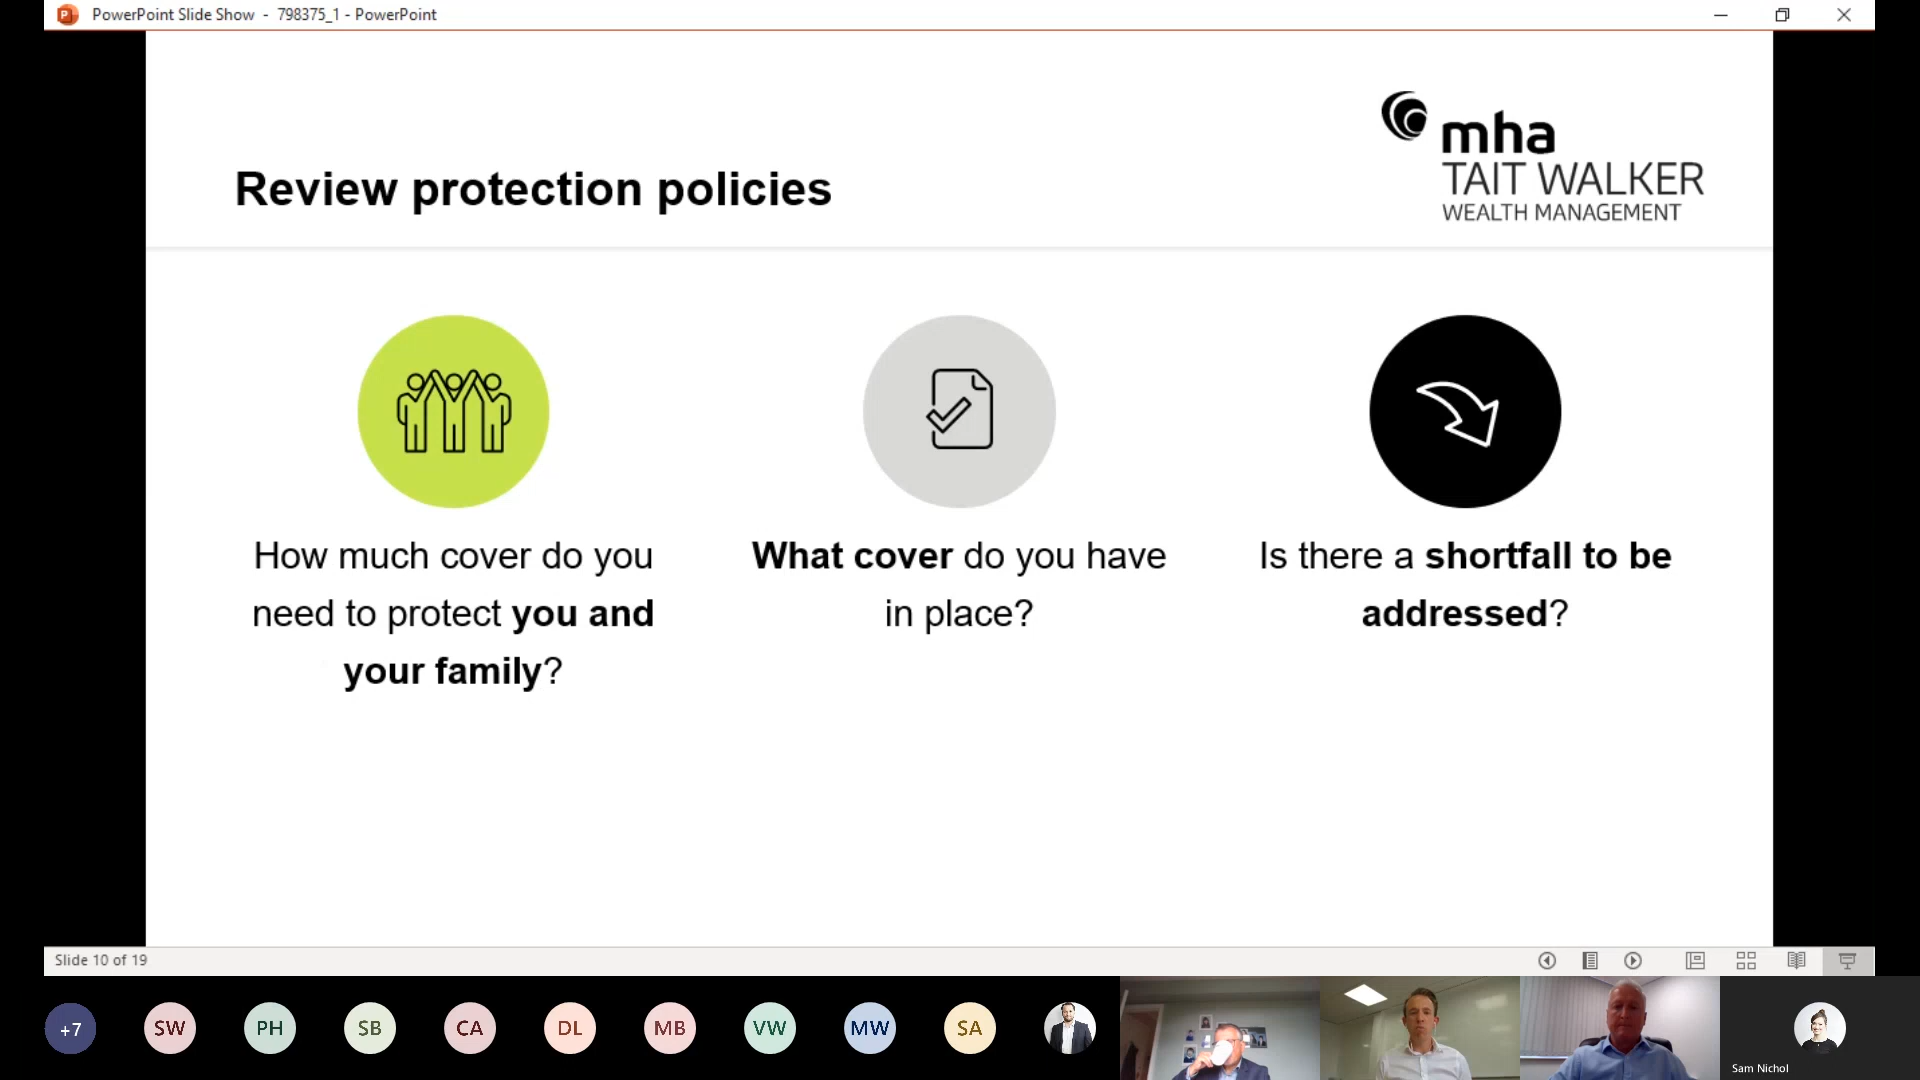 PowerPoint Slide Show - 798375_1 - PowerPoint
mha
TAIT WALKER
WEALTH MANAGEMENT
Review protection policies
How much cover do you
need to protect you and
your family?
What cover do you have
in place?
Is there a shortfall to be
addressed?
Slide 10 of 19
+7
SW
PH
SB
CA
DL
MB
VW
MW
SA
Sam Nichol